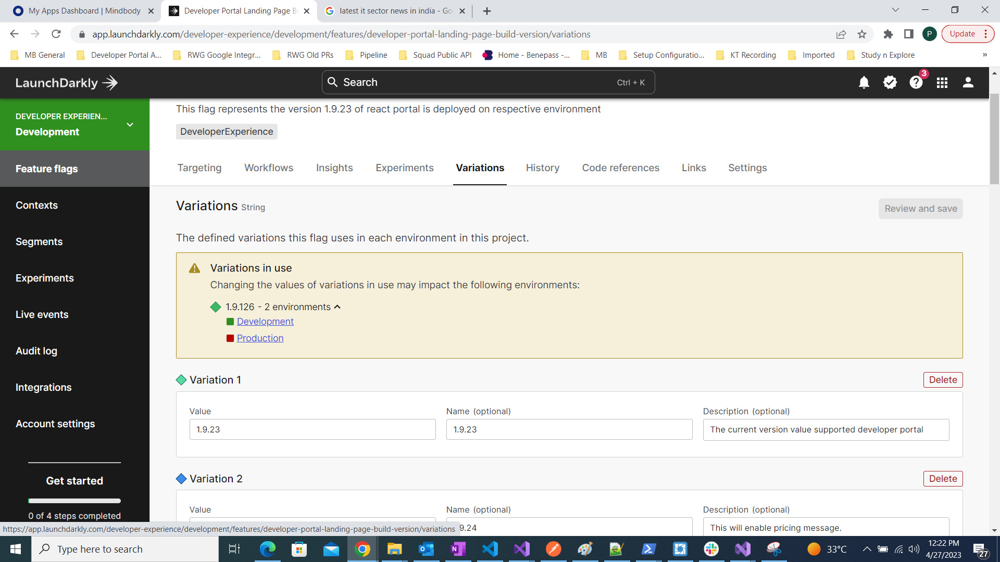 My Apps Dashboard | Mindbody
Developer Portal Landing Page B
latest it sector news in india - Go
app.launchdarkly.com/developer-experience/development/features/developer-portal-landing-page-build-version/variations
P
Update
MB General
Developer Portal A...
RWG Google Integr...
RWG Old PRs
Pipeline
Squad Public API
Home - Benepass -...
MB
Setup Configuratio...
KT Recording
Imported
Study n Explore
»
LaunchDarkly
Search
Ctrl + K
3
DEVELOPER EXPERIEN...
Development
Feature flags
Contexts
Segments
Experiments
Live events
Audit log
Integrations
Account settings
Get started
0 of 4 steps completed
This flag represents the version 1.9.23 of react portal is deployed on respective environment
DeveloperExperience
Targeting
Workflows
Insights
Experiments
Variations
History
Code references
Links
Settings
Variations String
Review and save
The defined variations this flag uses in each environment in this project.
Variations in use
Changing the values of variations in use may impact the following environments:
1.9.126 - 2 environments
Development
Production
Variation 1
Delete
Value
Name (optional)
Description (optional)
1.9.23
1.9.23
The current version value supported developer portal
Variation 2
Delete
Value
Name (optional)
Description (optional)
9.24
This will enable pricing message.
https://app.launchdarkly.com/developer-experience/development/features/developer-portal-landing-page-build-version/variations
Type here to search
33°C
12:22 PM
4/27/2023
27